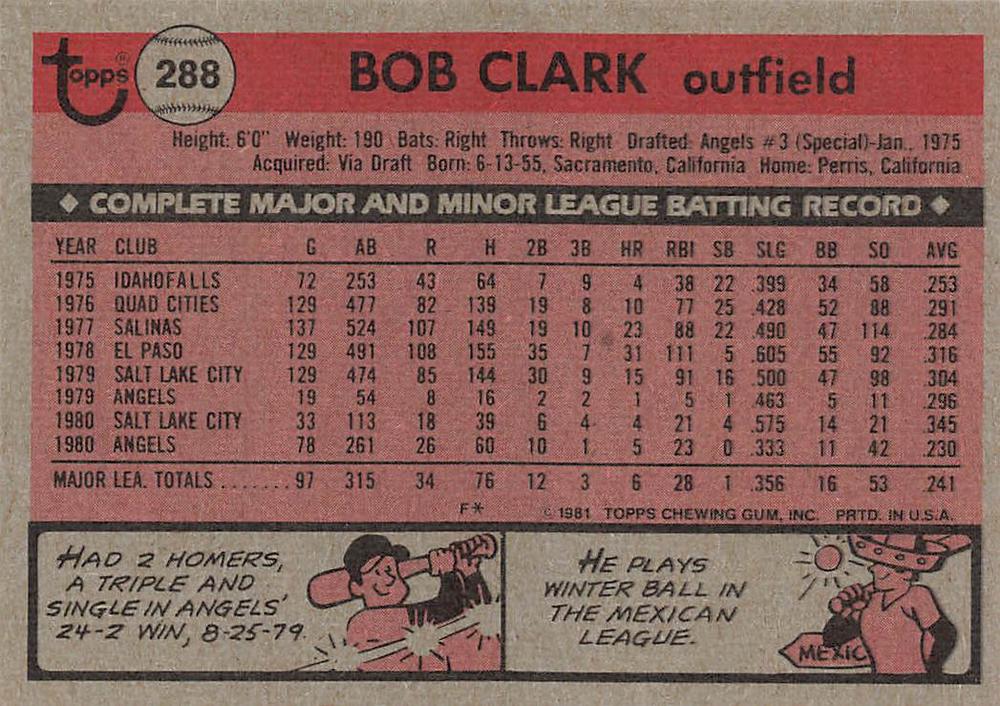 topps® 288 BOB CLARK outfield
Height: 6'0" Weight: 190 Bats: Right Throws: Right Drafted: Angels #3 (Special)-Jan., 1975
Acquired: Via Draft Born: 6-13-55, Sacramento, California Home: Perris, California
◆ COMPLETE MAJOR AND MINOR LEAGUE BATTING RECORD ◆
YEAR CLUB G AB R H 2B 3B HR RBI SB SLG BB SO AVG
1975 IDAHOFALLS 72 253 43 64 7 9 4 38 22 .399 34 58 .253
1976 QUAD CITIES 129 477 82 139 19 8 10 77 25 .428 52 88 .291
1977 SALINAS 137 524 107 149 19 10 23 88 22 .490 47 114 .284
1978 EL PASO 129 491 108 155 35 7 31 111 5 .605 55 92 .316
1979 SALT LAKE CITY 129 474 85 144 30 9 15 91 16 .500 47 98 .304
1979 ANGELS 19 54 8 16 2 2 1 5 1 .463 5 11 .296
1980 SALT LAKE CITY 33 113 18 39 6 4 4 21 4 .575 14 21 .345
1980 ANGELS 78 261 26 60 10 1 5 23 0 .333 11 42 .230
MAJOR LEA. TOTALS .......97 315 34 76 12 3 6 28 1 .356 16 53 .241
F* © 1981 TOPPS CHEWING GUM, INC. PRTD. IN U.S.A.
HAD 2 HOMERS,
A TRIPLE AND
SINGLE IN ANGELS'
24-2 WIN, 8-25-79.
HE PLAYS
WINTER BALL IN
THE MEXICAN
LEAGUE.
MEXIC